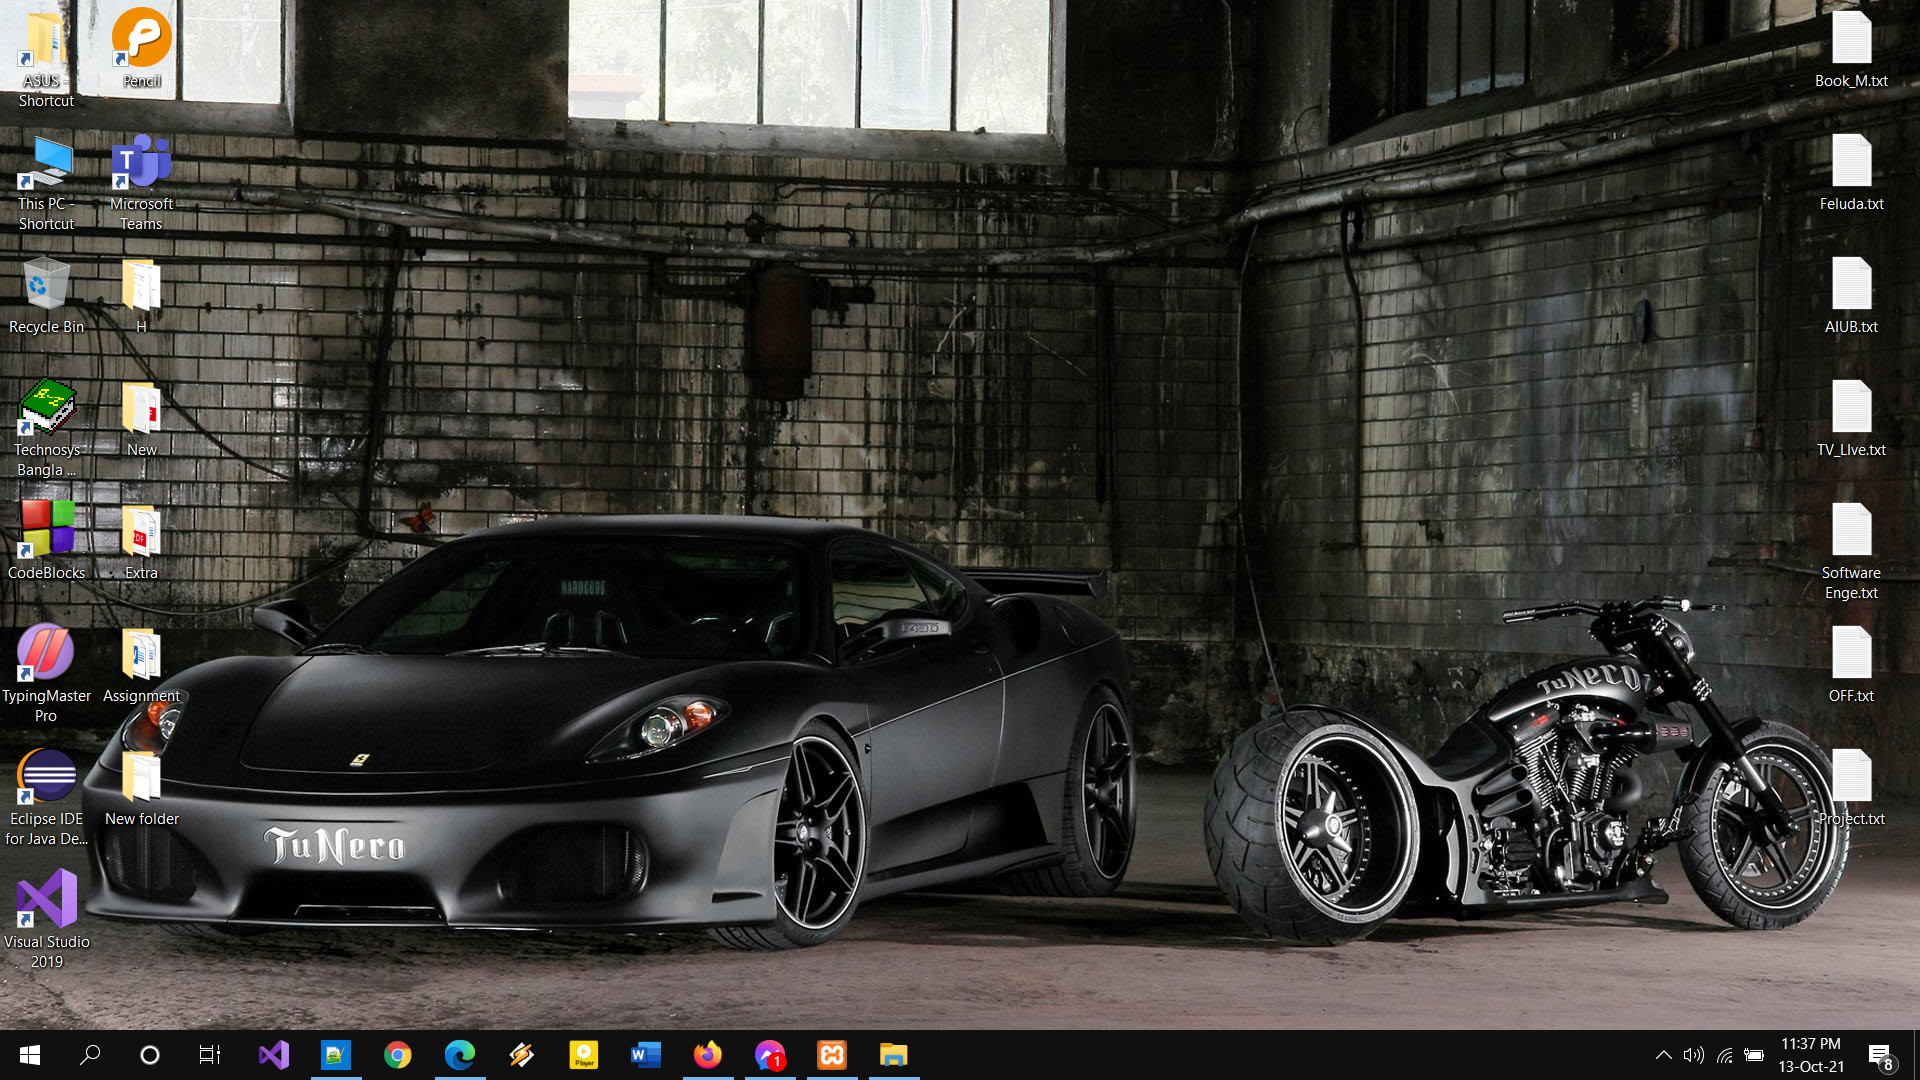 ASUS - Shortcut
Pencil
This PC - Shortcut
Microsoft Teams
Recycle Bin
H
Technosys Bangla ...
New
CodeBlocks
Extra
TypingMaster Pro
Assignment
Eclipse IDE for Java De...
New folder
Visual Studio 2019
Book_M.txt
Feluda.txt
AIUB.txt
TV_LIve.txt
Software Enge.txt
OFF.txt
Project.txt
HARDCORE
F430
TuNero
TuNero
PDF
Player
1
11:37 PM
13-Oct-21
8